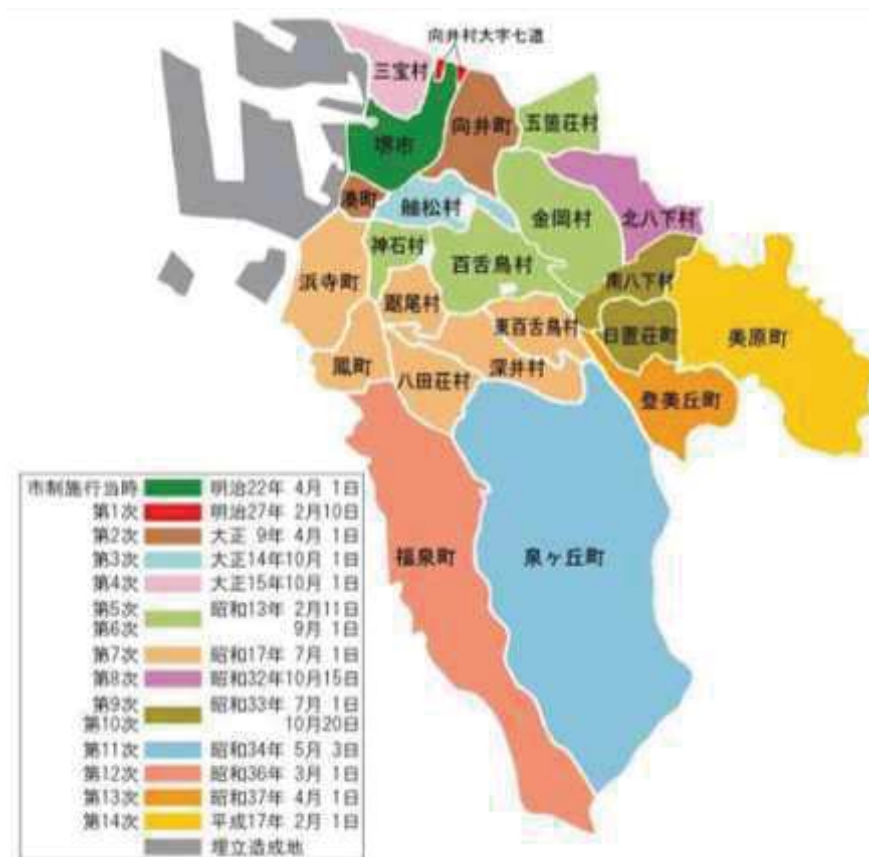 向井村大字七道
三宝村
向井町
五箇荘村
堺市
湊町
舳松村
金岡村
北八下村
神石村
百舌鳥村
浜寺町
南八下村
踞尾村
東百舌鳥村
日置荘町
美原町
鳳町
八田荘村
深井村
登美丘町
福泉町
泉ヶ丘町
市制施行当時 明治22年 4月 1日
第1次 明治27年 2月10日
第2次 大正 9年 4月 1日
第3次 大正14年10月 1日
第4次 大正15年10月 1日
第5次 昭和13年 2月11日
第6次 9月 1日
第7次 昭和17年 7月 1日
第8次 昭和32年10月15日
第9次 昭和33年 7月 1日
第10次 10月20日
第11次 昭和34年 5月 3日
第12次 昭和36年 3月 1日
第13次 昭和37年 4月 1日
第14次 平成17年 2月 1日
埋立造成地